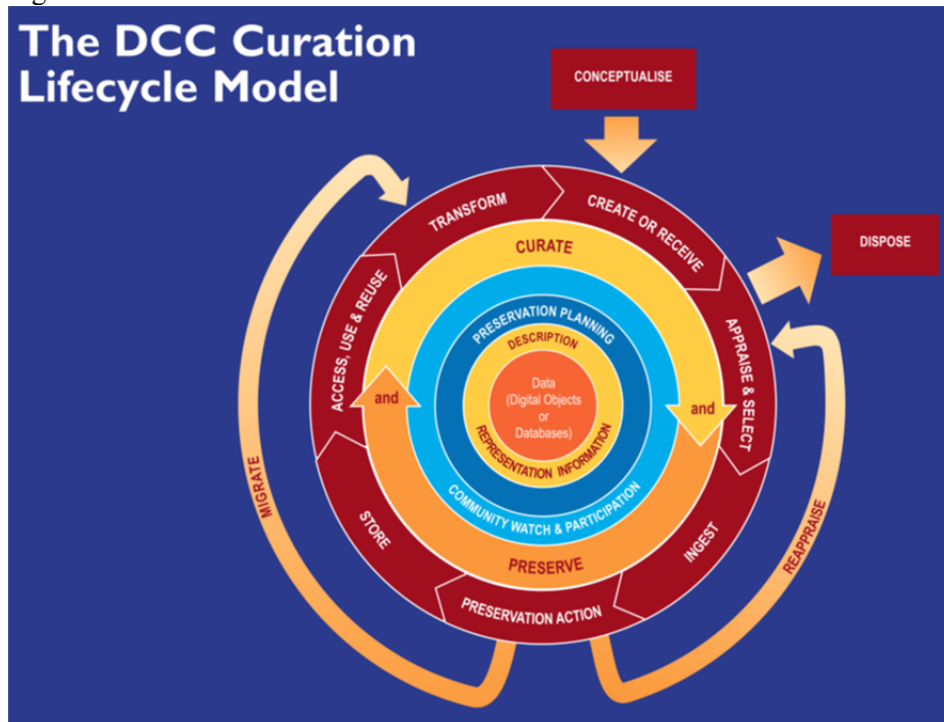 The DCC Curation
Lifecycle Model
CONCEPTUALISE
DISPOSE
TRANSFORM
CREATE OR RECEIVE
APPRAISE & SELECT
INGEST
PRESERVATION ACTION
STORE
ACCESS, USE & REUSE
CURATE
and
PRESERVE
and
PRESERVATION PLANNING
COMMUNITY WATCH & PARTICIPATION
DESCRIPTION
REPRESENTATION INFORMATION
Data
(Digital Objects
or
Databases)
MIGRATE
REAPPRAISE